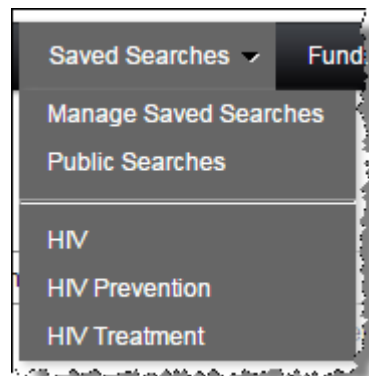 Saved Searches Fund
Manage Saved Searches
Public Searches
HIV
HIV Prevention
HIV Treatment